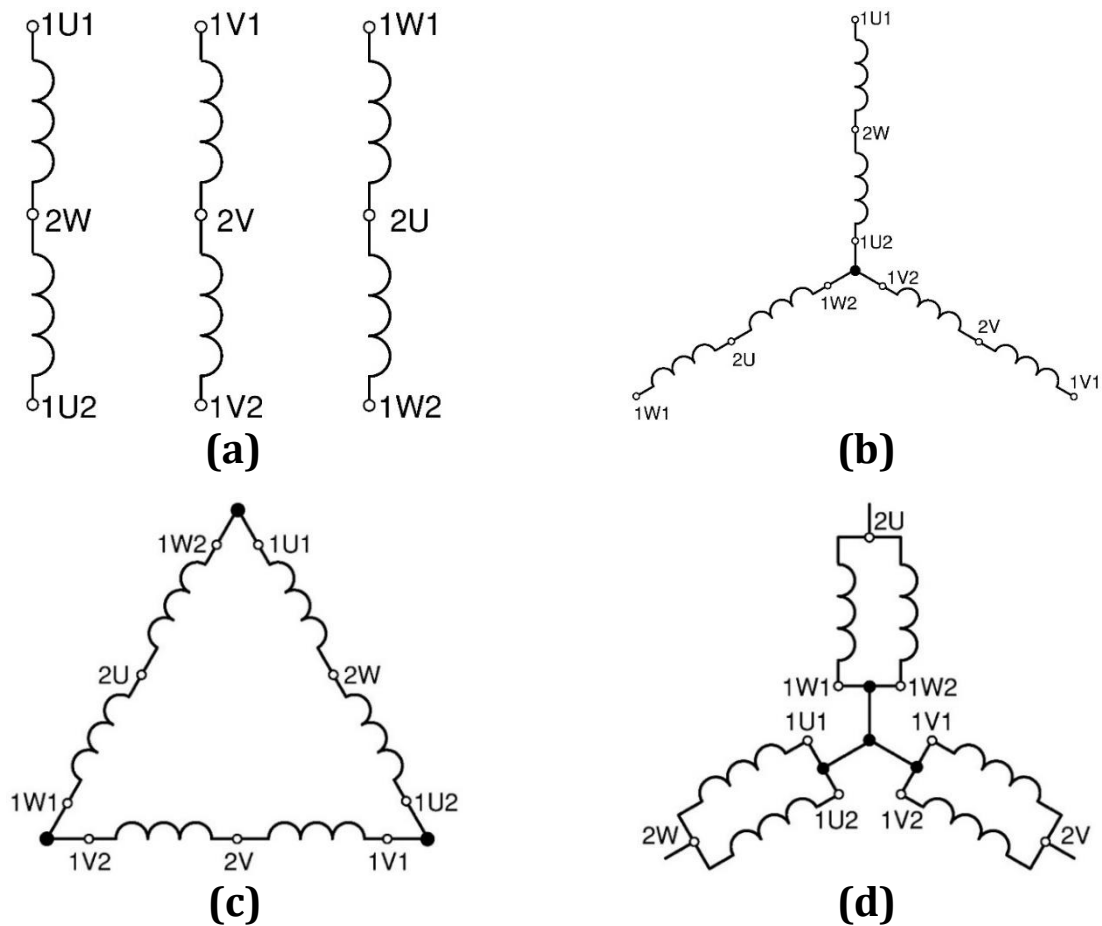 1U1 1V1 1W1
2W 2V 2U
1U2 1V2 1W2
(a)
1U1
2W
1U2
1W2 1V2
2U 2V
1W1 1V1
(b)
1W2 1U1
2U 2W
1W1 1U2
1V2 2V 1V1
(c)
2U
1W1 1W2
1U1 1V1
1U2 1V2
2W 2V
(d)